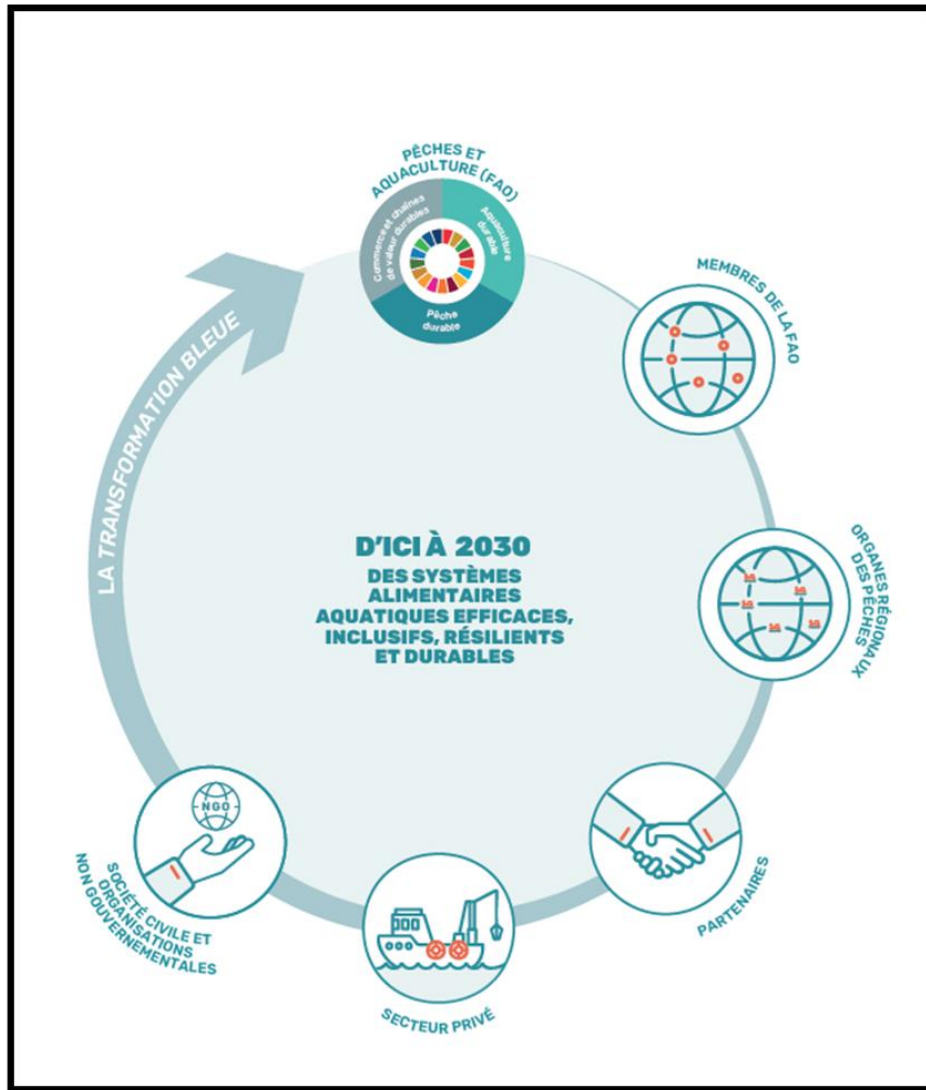 PÊCHES ET
AQUACULTURE (FAO)
Commerce et chaînes
de valeur durables
Aquaculture
durable
Pêche
durable
MEMBRES DE LA FAO
LA TRANSFORMATION BLEUE
D'ICI À 2030
DES SYSTÈMES
ALIMENTAIRES
AQUATIQUES EFFICACES,
INCLUSIFS, RÉSILIENTS
ET DURABLES
ORGANES RÉGIONAUX
DES PÊCHES
PARTENAIRES
SECTEUR PRIVÉ
NGO
SOCIÉTÉ CIVILE ET
ORGANISATIONS
NON GOUVERNEMENTALES